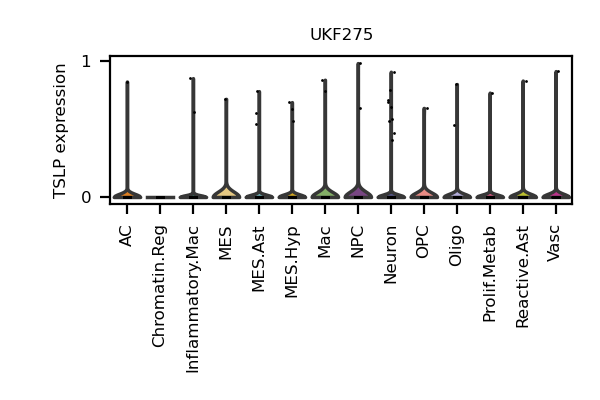 UKF275
TSLP expression
1
0
AC
Chromatin.Reg
Inflammatory.Mac
MES
MES.Ast
MES.Hyp
Mac
NPC
Neuron
OPC
Oligo
Prolif.Metab
Reactive.Ast
Vasc